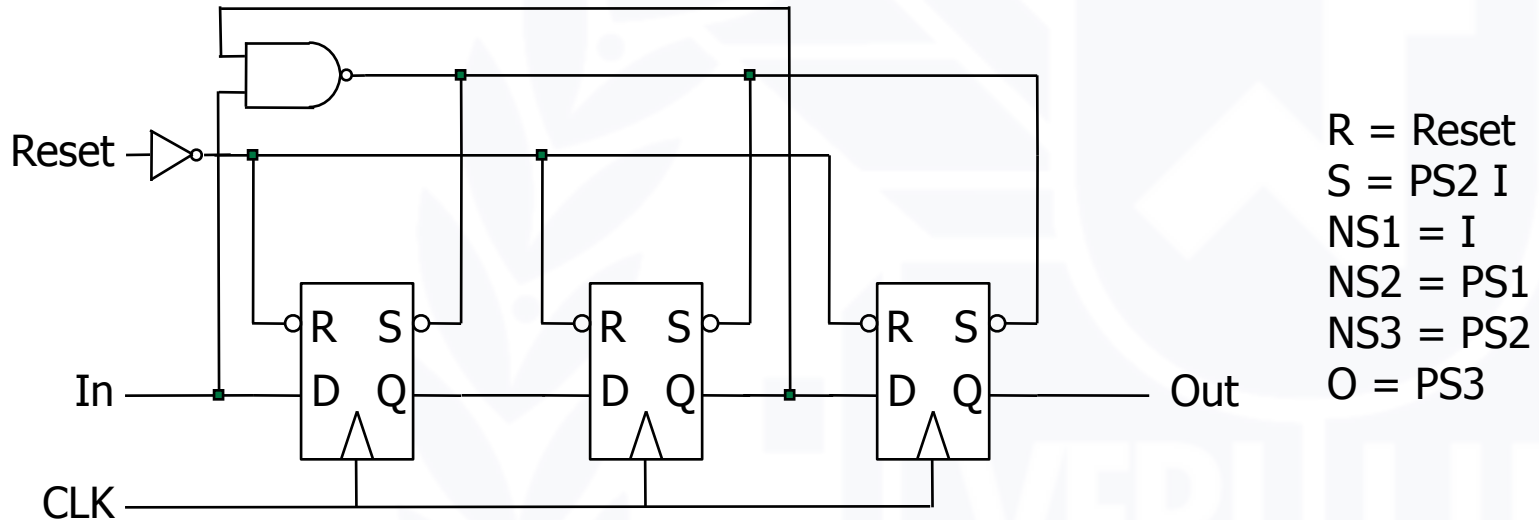 Reset
R S
D Q
R S
D Q
R S
D Q
In
Out
CLK
R = Reset
S = PS2 I
NS1 = I
NS2 = PS1
NS3 = PS2
O = PS3